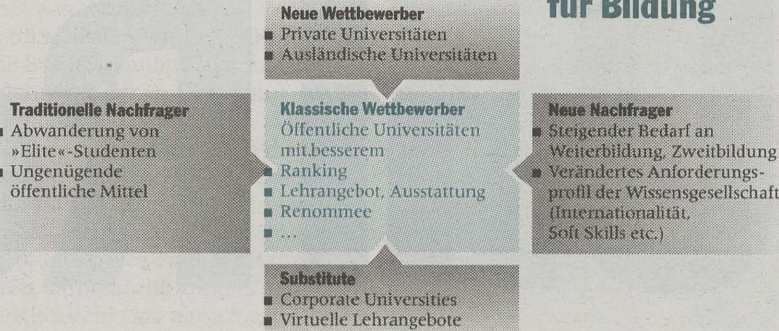 für Bildung
Neue Wettbewerber
■ Private Universitäten
■ Ausländische Universitäten
Traditionelle Nachfrager
■ Abwanderung von
»Elite«-Studenten
■ Ungenügende
öffentliche Mittel
Klassische Wettbewerber
Öffentliche Universitäten
mit besserem
■ Ranking
■ Lehrangebot, Ausstattung
■ Renommee
■ ...
Neue Nachfrager
■ Steigender Bedarf an
Weiterbildung, Zweitbildung
■ Verändertes Anforderungs-
profil der Wissensgesellschaft
(Internationalität,
Soft Skills etc.)
Substitute
■ Corporate Universities
■ Virtuelle Lehrangebote